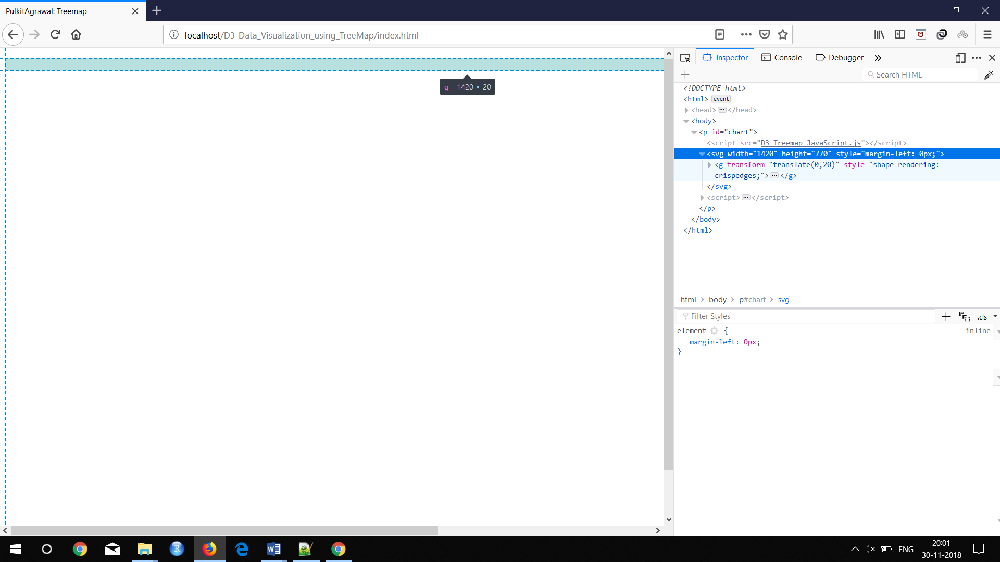 PulkitAgrawal: Treemap
localhost/D3-Data_Visualization_using_TreeMap/index.html
g 1420 × 20
Inspector Console Debugger
Search HTML
<!DOCTYPE html>
<html> event
<head> ••• </head>
<body>
<p id="chart">
<script src="D3 Treemap JavaScript.js"></script>
<svg width="1420" height="770" style="margin-left: 0px;">
<g transform="translate(0,20)" style="shape-rendering:
crispedges;"> ••• </g>
</svg>
<script> ••• </script>
</p>
</body>
</html>
html > body > p#chart > svg
Filter Styles .cls
element { inline
margin-left: 0px;
}
ENG
20:01
30-11-2018